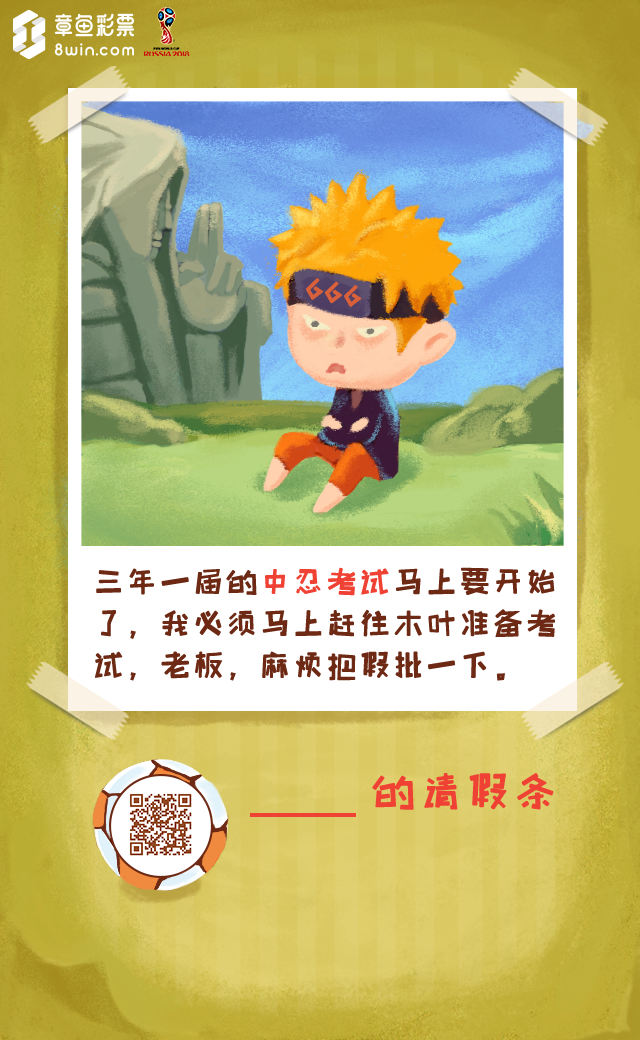 章鱼彩票
8win.com
FIFA WORLD CUP
RUSSIA 2018
666
三年一届的中忍考试马上要开始
了，我必须马上赶往木叶准备考
试，老板，麻烦把假批一下。
的请假条